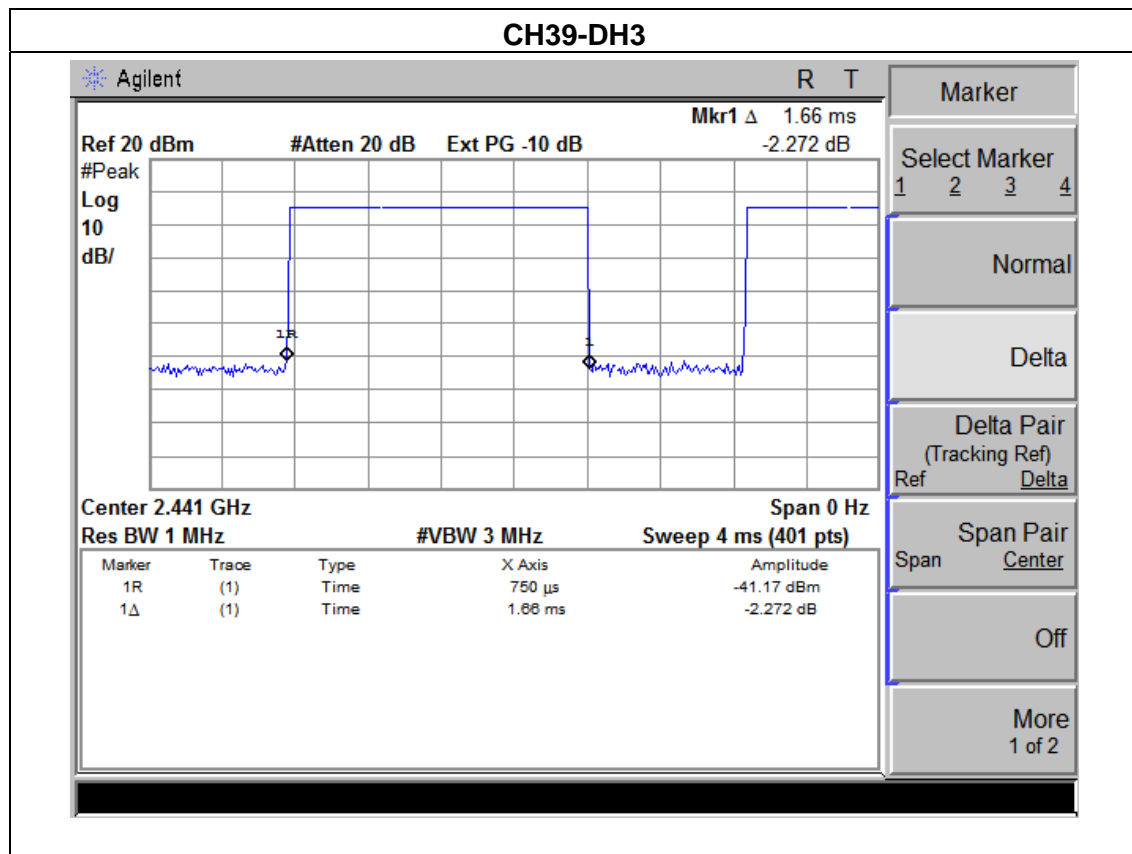 CH39-DH3
Agilent R T
Mkr1 Δ 1.66 ms
Ref 20 dBm #Atten 20 dB Ext PG -10 dB -2.272 dB
#Peak
Log
10
dB/
1R
1
Center 2.441 GHz Span 0 Hz
Res BW 1 MHz #VBW 3 MHz Sweep 4 ms (401 pts)
Marker Trace Type X Axis Amplitude
1R (1) Time 750 µs -41.17 dBm
1Δ (1) Time 1.66 ms -2.272 dB
Marker
Select Marker
1 2 3 4
Normal
Delta
Delta Pair
(Tracking Ref)
Ref Delta
Span Pair
Span Center
Off
More
1 of 2